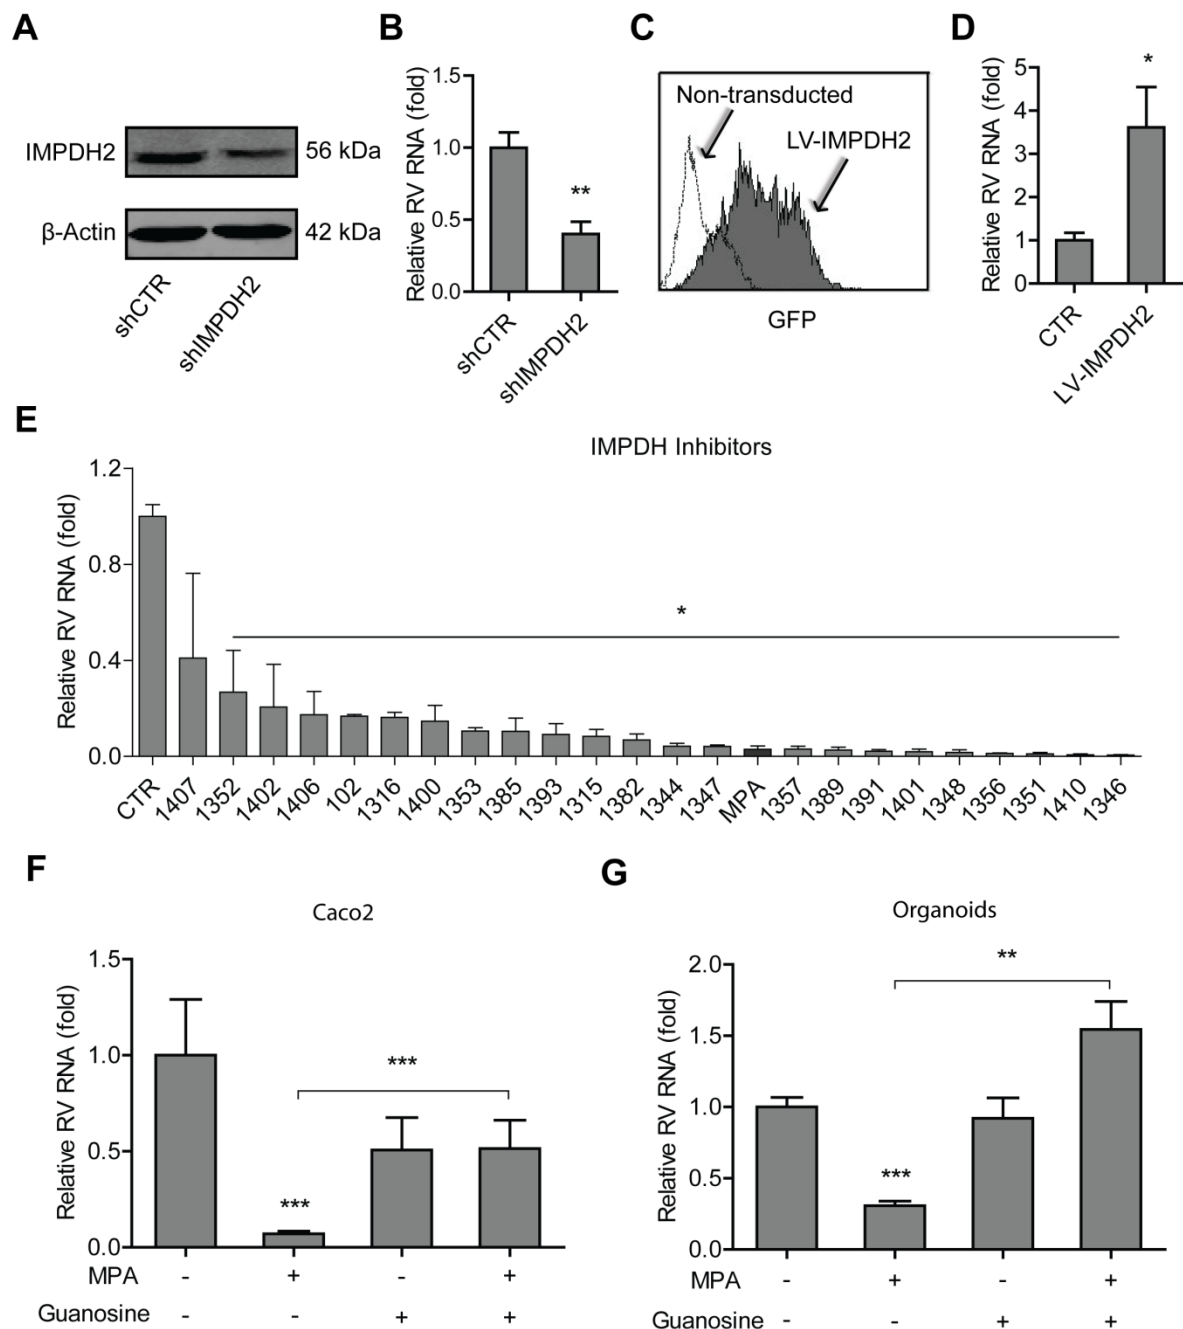 A
IMPDH2
56 kDa
β-Actin
42 kDa
shCTR
shIMPDH2
B
Relative RV RNA (fold)
1.5
1.0
0.5
0.0
**
shCTR
shIMPDH2
C
Non-transducted
LV-IMPDH2
GFP
D
Relative RV RNA (fold)
5
4
3
2
1
0
*
CTR
LV-IMPDH2
E
IMPDH Inhibitors
Relative RV RNA (fold)
1.2
0.8
0.4
0.0
*
CTR
1407
1352
1402
1406
102
1316
1400
1353
1385
1393
1315
1382
1344
1347
MPA
1357
1389
1391
1401
1348
1356
1351
1410
1346
F
Caco2
Relative RV RNA (fold)
1.5
1.0
0.5
0.0
***
***
MPA - + - +
Guanosine - - + +
G
Organoids
Relative RV RNA (fold)
2.0
1.5
1.0
0.5
0.0
**
***
MPA - + - +
Guanosine - - + +